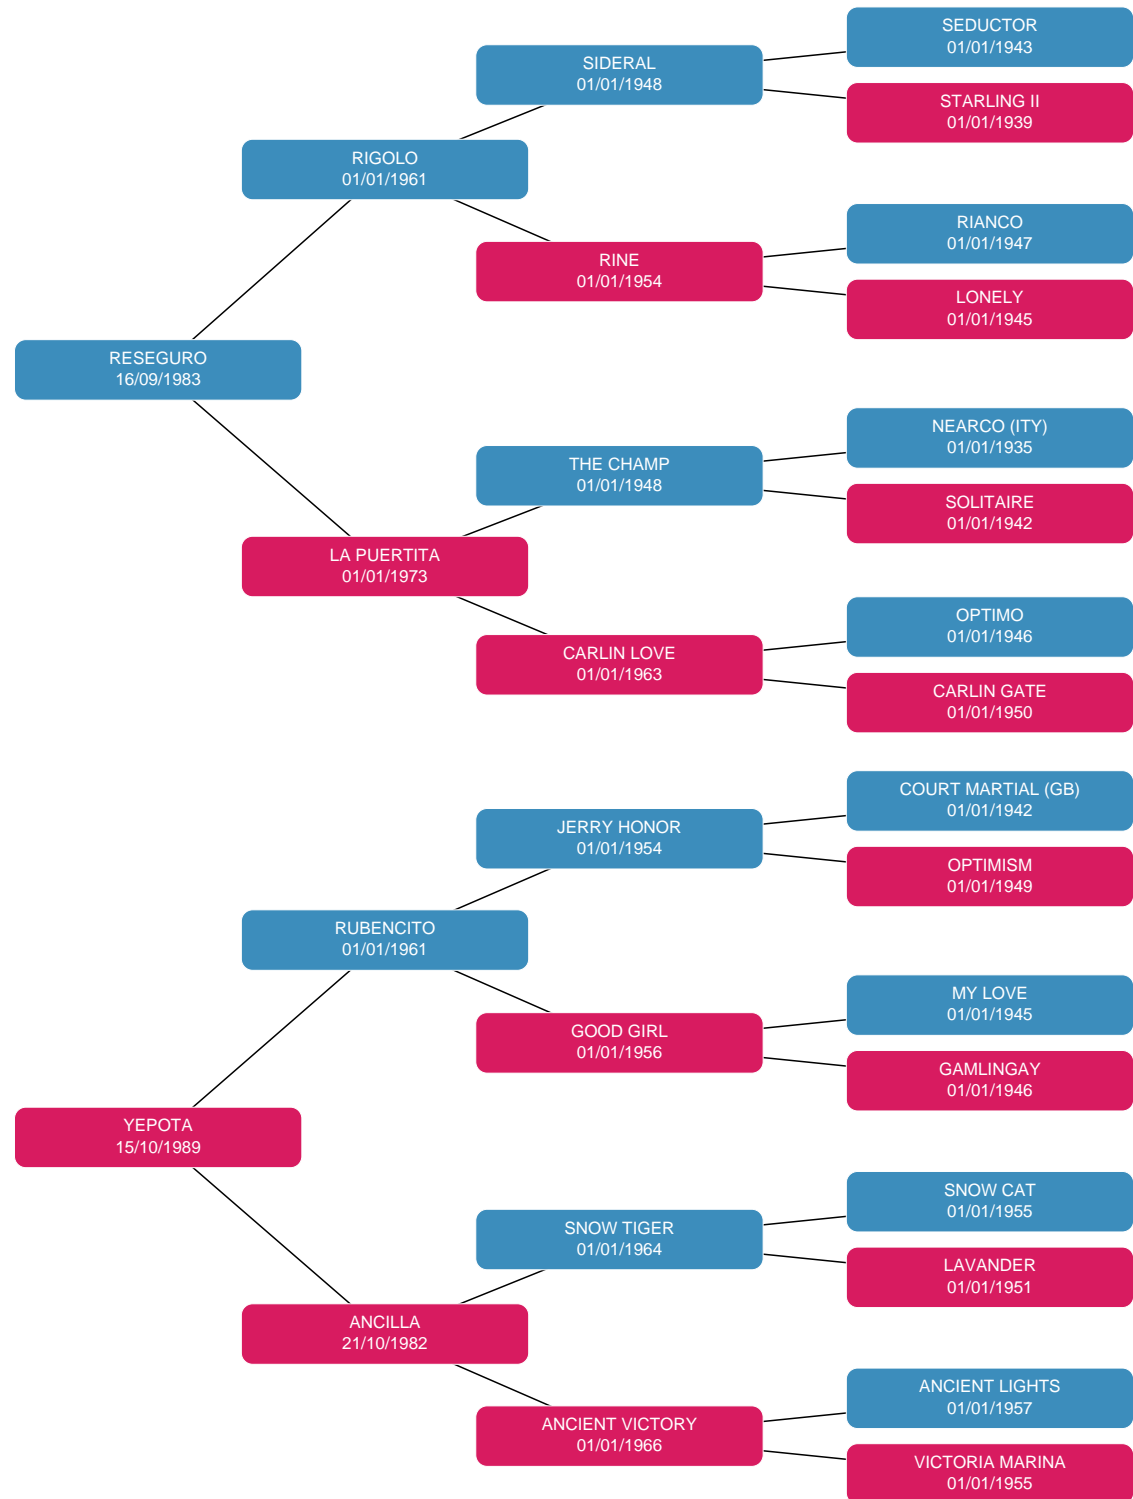 SEDUCTOR
01/01/1943
SIDERAL
01/01/1948
STARLING II
01/01/1939
RIGOLO
01/01/1961
RIANCO
01/01/1947
RINE
01/01/1954
LONELY
01/01/1945
RESEGURO
16/09/1983
NEARCO (ITY)
01/01/1935
THE CHAMP
01/01/1948
SOLITAIRE
01/01/1942
LA PUERTITA
01/01/1973
OPTIMO
01/01/1946
CARLIN LOVE
01/01/1963
CARLIN GATE
01/01/1950
COURT MARTIAL (GB)
01/01/1942
JERRY HONOR
01/01/1954
OPTIMISM
01/01/1949
RUBENCITO
01/01/1961
MY LOVE
01/01/1945
GOOD GIRL
01/01/1956
GAMLINGAY
01/01/1946
YEPOTA
15/10/1989
SNOW CAT
01/01/1955
SNOW TIGER
01/01/1964
LAVANDER
01/01/1951
ANCILLA
21/10/1982
ANCIENT LIGHTS
01/01/1957
ANCIENT VICTORY
01/01/1966
VICTORIA MARINA
01/01/1955